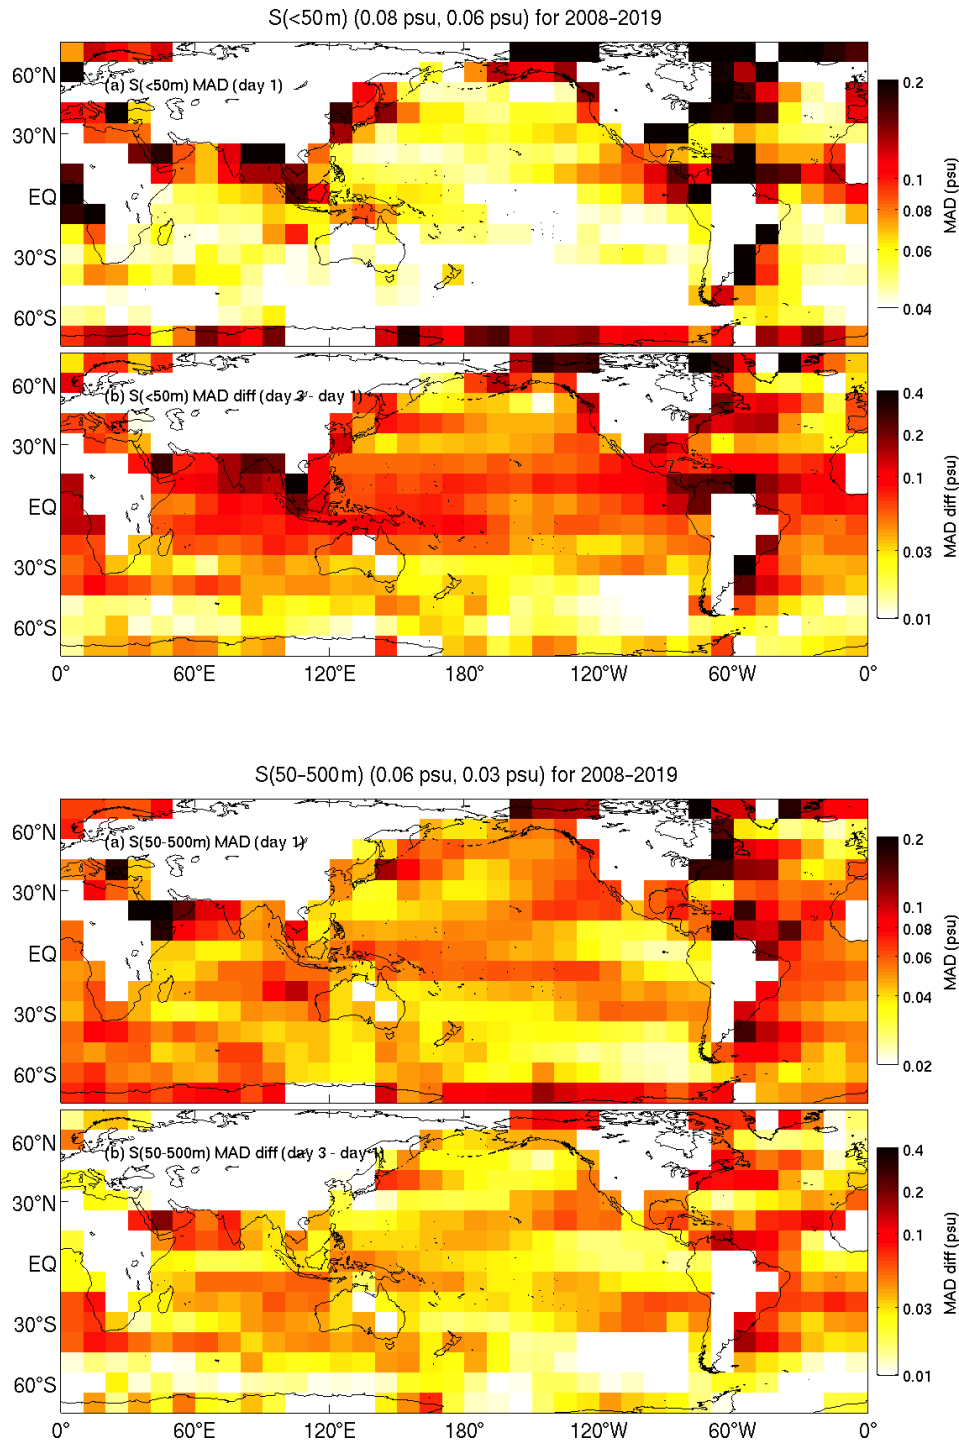 S(<50m) (0.08 psu, 0.06 psu) for 2008-2019
60°N
30°N
EQ
30°S
60°S
(a) S(<50m) MAD (day 1)
0.2
0.1
0.08
0.06
0.04
MAD (psu)
60°N
30°N
EQ
30°S
60°S
(b) S(<50m) MAD diff (day 3 - day 1)
0.4
0.2
0.1
0.03
0.01
MAD diff (psu)
0° 60°E 120°E 180° 120°W 60°W 0°
S(50-500m) (0.06 psu, 0.03 psu) for 2008-2019
60°N
30°N
EQ
30°S
60°S
(a) S(50-500m) MAD (day 1)
0.2
0.1
0.08
0.06
0.04
0.02
MAD (psu)
60°N
30°N
EQ
30°S
60°S
(b) S(50-500m) MAD diff (day 3 - day 1)
0.4
0.2
0.1
0.03
0.01
MAD diff (psu)
0° 60°E 120°E 180° 120°W 60°W 0°